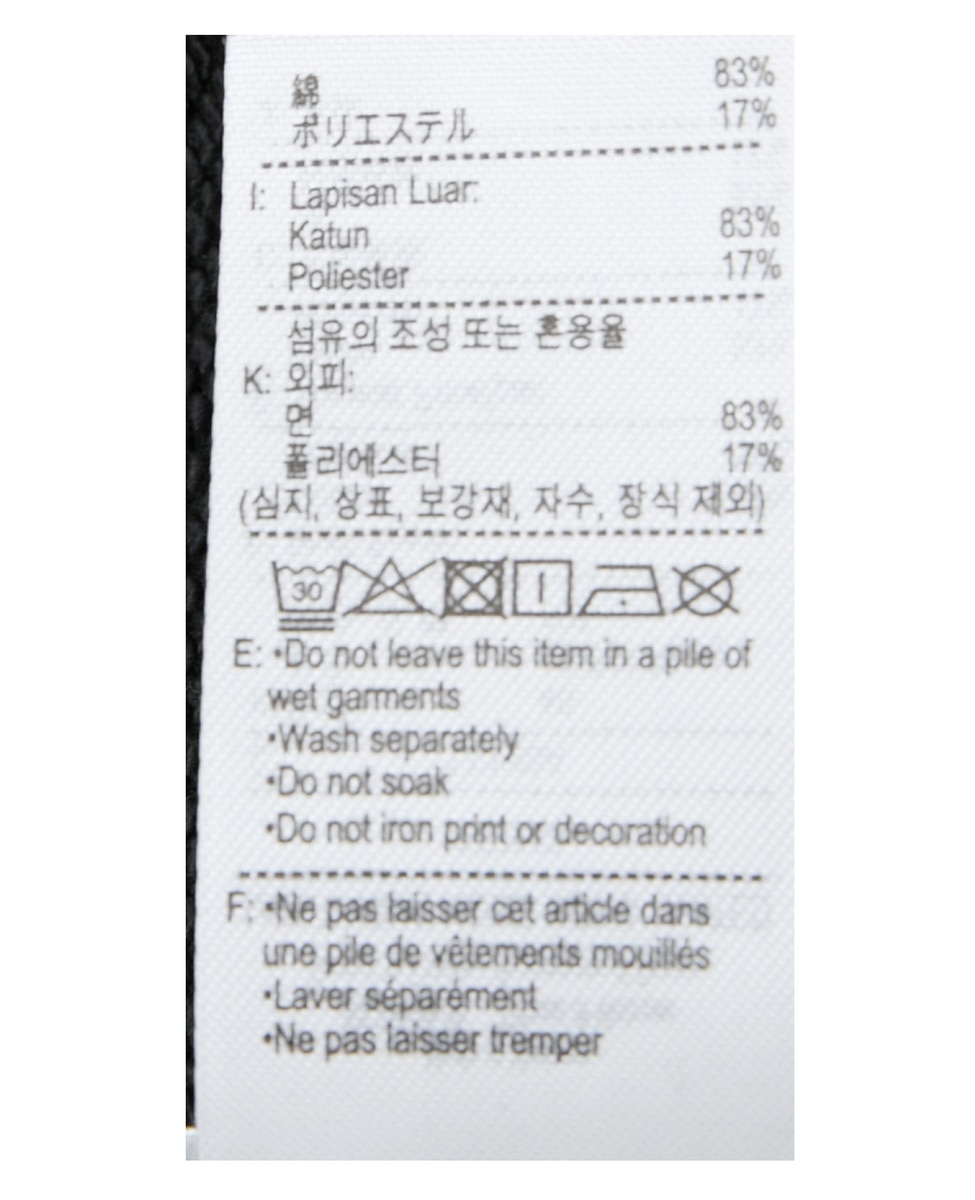 綿 83%
ポリエステル 17%
I: Lapisan Luar:
Katun 83%
Poliester 17%
섬유의 조성 또는 혼용율
K: 외피:
면 83%
폴리에스터 17%
(심지, 상표, 보강재, 자수, 장식 제외)
30
E: •Do not leave this item in a pile of
wet garments
•Wash separately
•Do not soak
•Do not iron print or decoration
F: •Ne pas laisser cet article dans
une pile de vêtements mouillés
•Laver séparément
•Ne pas laisser tremper